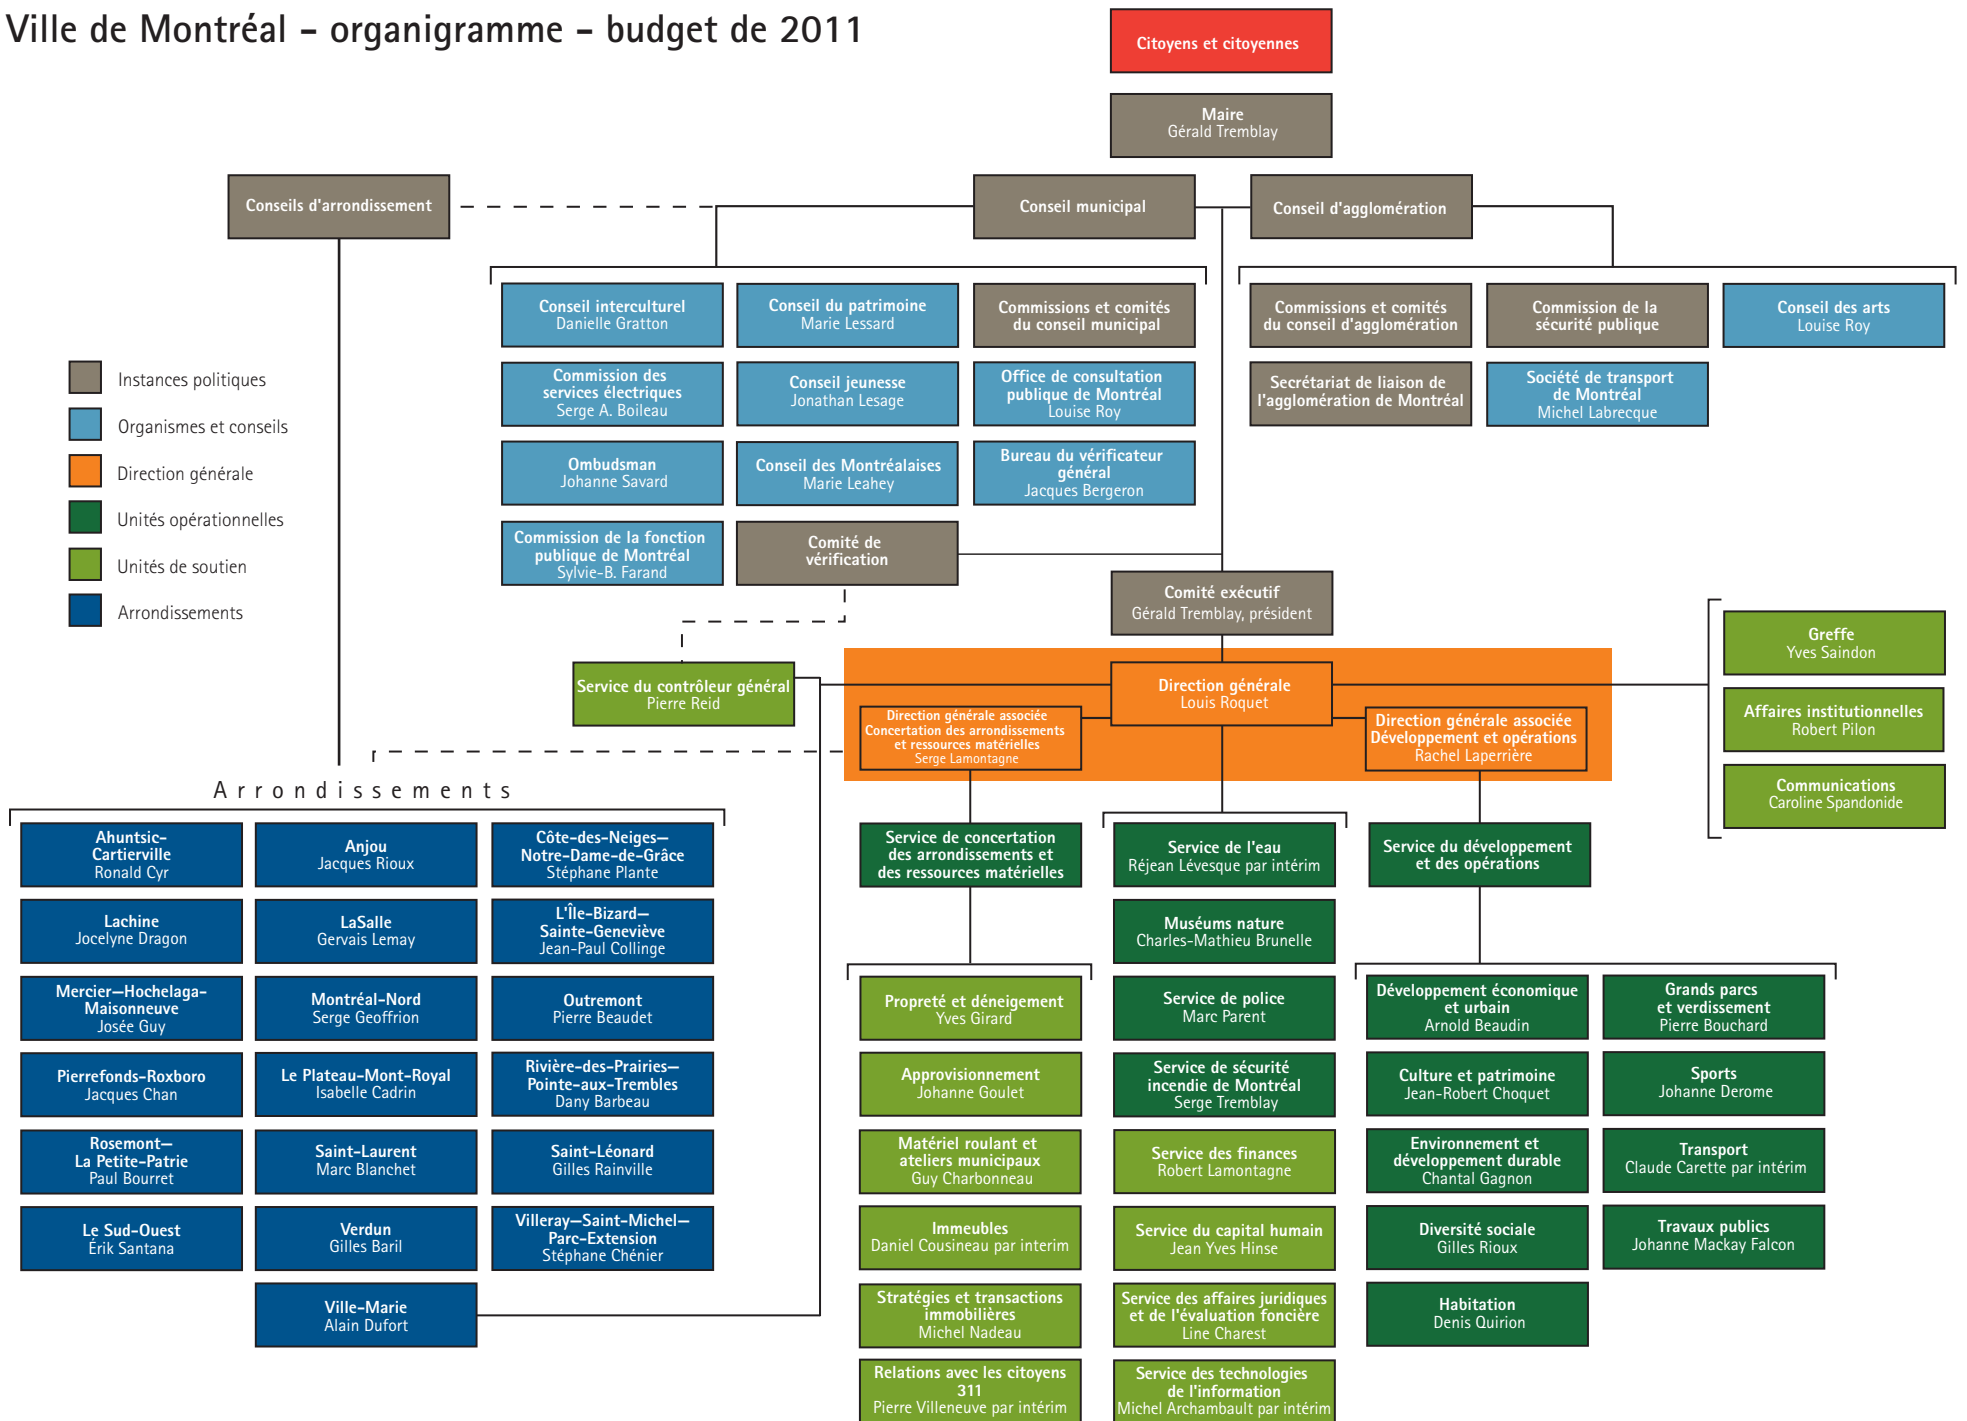 Ville de Montréal - organigramme - budget de 2011
Citoyens et citoyennes
Maire
Gérald Tremblay
Conseils d'arrondissement
Conseil municipal
Conseil d'agglomération
Conseil interculturel
Danielle Gratton
Conseil du patrimoine
Marie Lessard
Commissions et comités
du conseil municipal
Commissions et comités
du conseil d'agglomération
Commission de la
sécurité publique
Conseil des arts
Louise Roy
Commission des
services électriques
Serge A. Boileau
Conseil jeunesse
Jonathan Lesage
Office de consultation
publique de Montréal
Louise Roy
Secrétariat de liaison de
l'agglomération de Montréal
Société de transport
de Montréal
Michel Labrecque
Ombudsman
Johanne Savard
Conseil des Montréalaises
Marie Leahey
Bureau du vérificateur
général
Jacques Bergeron
Commission de la fonction
publique de Montréal
Sylvie-B. Farand
Comité de
vérification
Instances politiques
Organismes et conseils
Direction générale
Unités opérationnelles
Unités de soutien
Arrondissements
Comité exécutif
Gérald Tremblay, président
Service du contrôleur général
Pierre Reid
Direction générale
Louis Roquet
Direction générale associée
Concertation des arrondissements
et ressources matérielles
Serge Lamontagne
Direction générale associée
Développement et opérations
Rachel Laperrière
Greffe
Yves Saindon
Affaires institutionnelles
Robert Pilon
Communications
Caroline Spandonide
Arrondissements
Ahuntsic-
Cartierville
Ronald Cyr
Anjou
Jacques Rioux
Côte-des-Neiges—
Notre-Dame-de-Grâce
Stéphane Plante
Lachine
Jocelyne Dragon
LaSalle
Gervais Lemay
L'Île-Bizard—
Sainte-Geneviève
Jean-Paul Collinge
Mercier—Hochelaga-
Maisonneuve
Josée Guy
Montréal-Nord
Serge Geoffrion
Outremont
Pierre Beaudet
Pierrefonds-Roxboro
Jacques Chan
Le Plateau-Mont-Royal
Isabelle Cadrin
Rivière-des-Prairies—
Pointe-aux-Trembles
Dany Barbeau
Rosemont—
La Petite-Patrie
Paul Bourret
Saint-Laurent
Marc Blanchet
Saint-Léonard
Gilles Rainville
Le Sud-Ouest
Érik Santana
Verdun
Gilles Baril
Villeray—Saint-Michel—
Parc-Extension
Stéphane Chénier
Ville-Marie
Alain Dufort
Service de concertation
des arrondissements et
des ressources matérielles
Propreté et déneigement
Yves Girard
Approvisionnement
Johanne Goulet
Matériel roulant et
ateliers municipaux
Guy Charbonneau
Immeubles
Daniel Cousineau par interim
Stratégies et transactions
immobilières
Michel Nadeau
Relations avec les citoyens
311
Pierre Villeneuve par intérim
Service de l'eau
Réjean Lévesque par intérim
Muséums nature
Charles-Mathieu Brunelle
Service de police
Marc Parent
Service de sécurité
incendie de Montréal
Serge Tremblay
Service des finances
Robert Lamontagne
Service du capital humain
Jean Yves Hinse
Service des affaires juridiques
et de l'évaluation foncière
Line Charest
Service des technologies
de l'information
Michel Archambault par intérim
Service du développement
et des opérations
Développement économique
et urbain
Arnold Beaudin
Grands parcs
et verdissement
Pierre Bouchard
Culture et patrimoine
Jean-Robert Choquet
Sports
Johanne Derome
Environnement et
développement durable
Chantal Gagnon
Transport
Claude Carette par intérim
Diversité sociale
Gilles Rioux
Travaux publics
Johanne Mackay Falcon
Habitation
Denis Quirion